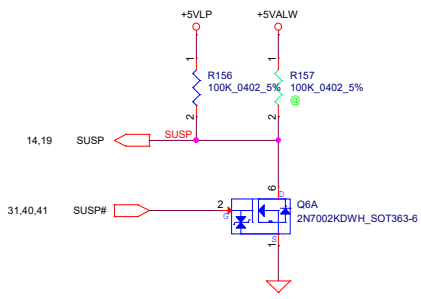 +5VLP
+5VALW
1
1
R156
100K_0402_5%
R157
100K_0402_5%
@
2
2
14,19
SUSP
SUSP
6
D
Q6A
2N7002KDWH_SOT363-6
31,40,41
SUSP#
2
G
S
1